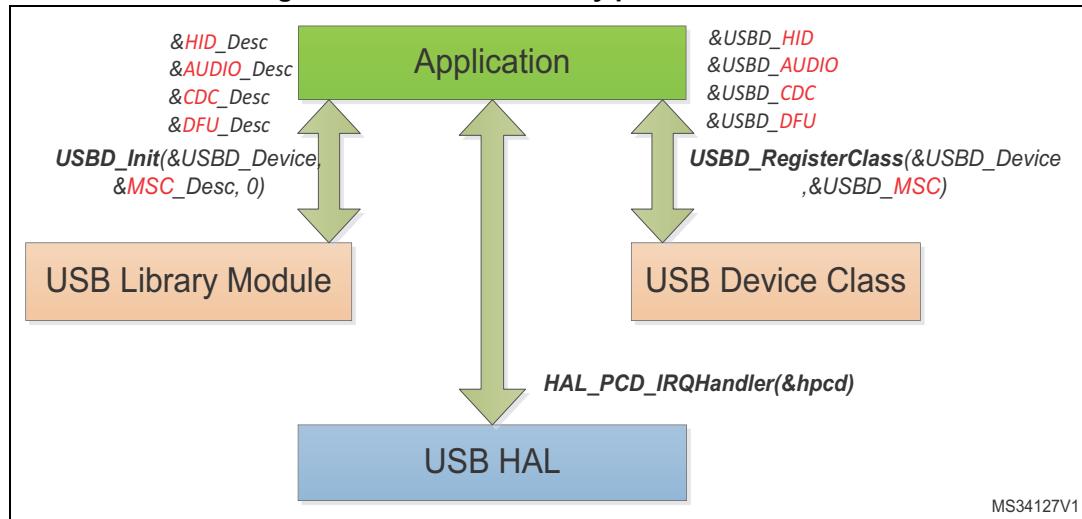 &HID_Desc
&AUDIO_Desc
&CDC_Desc
&DFU_Desc
USBD_Init(&USBD_Device,
&MSC_Desc, 0)
Application
&USBD_HID
&USBD_AUDIO
&USBD_CDC
&USBD_DFU
USBD_RegisterClass(&USBD_Device
,&USBD_MSC)
USB Library Module
USB Device Class
HAL_PCD_IRQHandler(&hpcd)
USB HAL
MS34127V1